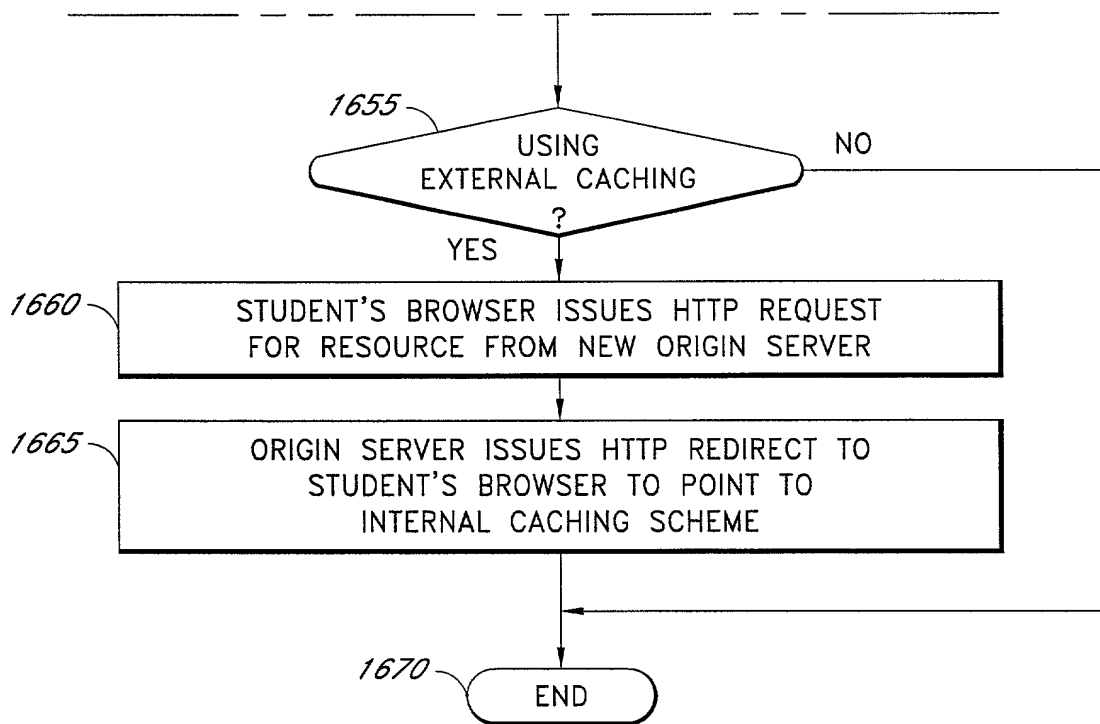 1655
USING
EXTERNAL CACHING
?
NO
YES
1660
STUDENT'S BROWSER ISSUES HTTP REQUEST
FOR RESOURCE FROM NEW ORIGIN SERVER
1665
ORIGIN SERVER ISSUES HTTP REDIRECT TO
STUDENT'S BROWSER TO POINT TO
INTERNAL CACHING SCHEME
1670
END